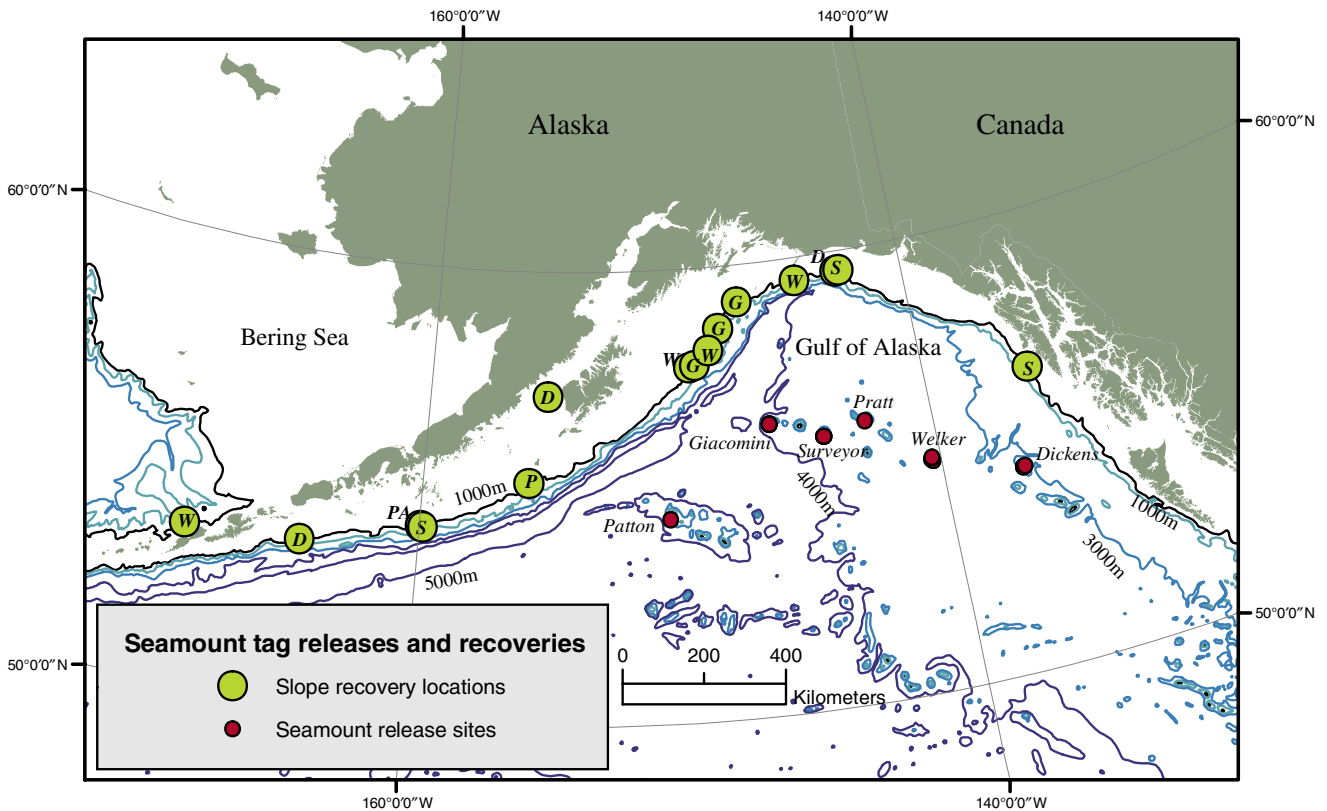 160°0'0"W
140°0'0"W
Alaska
Canada
60°0'0"N
60°0'0"N
D
S
W
G
Bering Sea
G
Gulf of Alaska
W
W
G
S
D
Pratt
Giacomini
Surveyor
Welker
Dickens
P
1000m
4000m
1000m
PA
S
W
Patton
D
3000m
5000m
Seamount tag releases and recoveries
Slope recovery locations
Seamount release sites
0 200 400
Kilometers
50°0'0"N
50°0'0"N
160°0'0"W
140°0'0"W